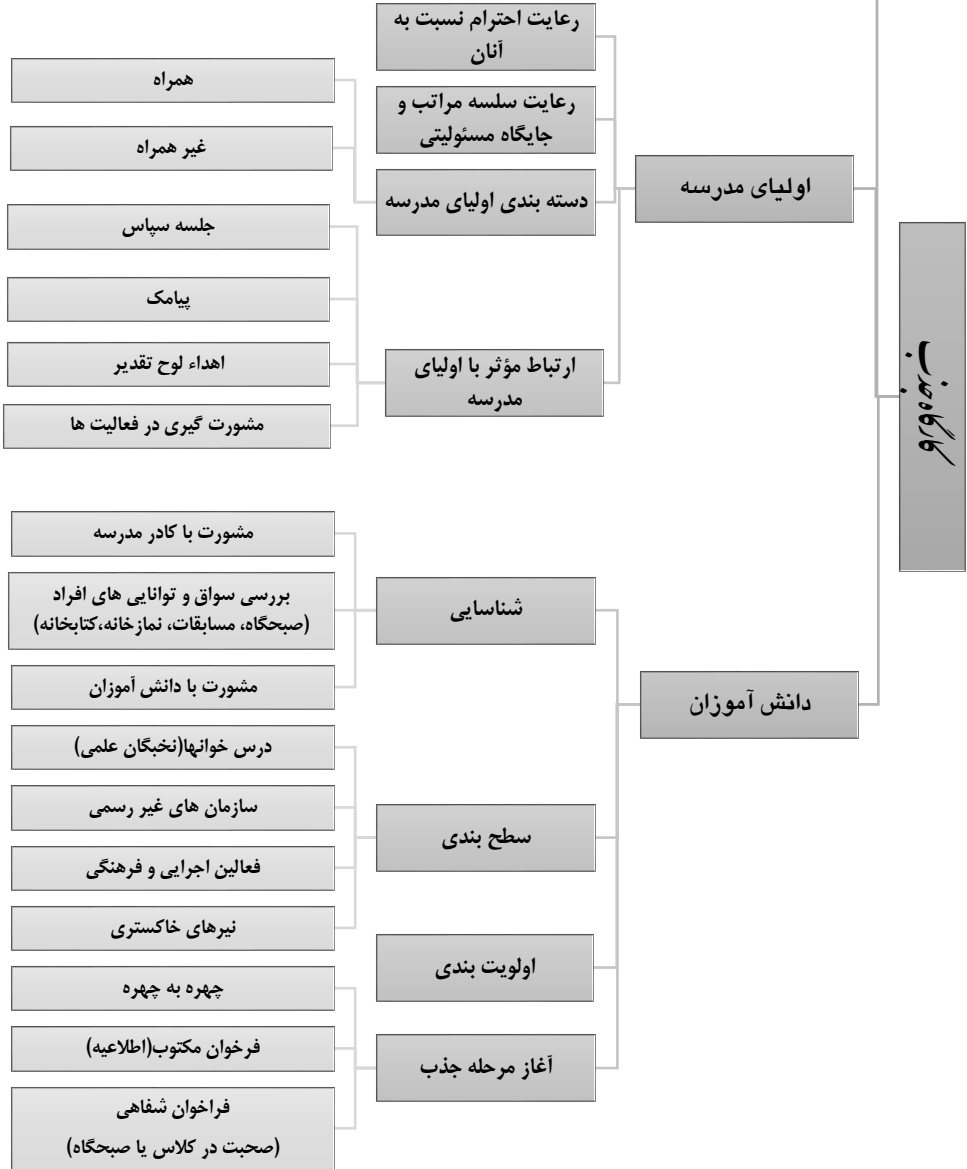 کارگاه جذب
اولیای مدرسه
رعایت احترام نسبت به
آنان
رعایت سلسه مراتب و
جایگاه مسئولیتی
دسته بندی اولیای مدرسه
همراه
غیر همراه
ارتباط مؤثر با اولیای
مدرسه
جلسه سپاس
پیامک
اهداء لوح تقدیر
مشورت گیری در فعالیت ها
دانش آموزان
شناسایی
مشورت با کادر مدرسه
بررسی سواق و توانایی های افراد
(صبحگاه، مسابقات، نمازخانه،کتابخانه)
مشورت با دانش آموزان
سطح بندی
درس خوانها(نخبگان علمی)
سازمان های غیر رسمی
فعالین اجرایی و فرهنگی
نیرهای خاکستری
اولویت بندی
آغاز مرحله جذب
چهره به چهره
فرخوان مکتوب(اطلاعیه)
فراخوان شفاهی
(صحبت در کلاس یا صبحگاه)